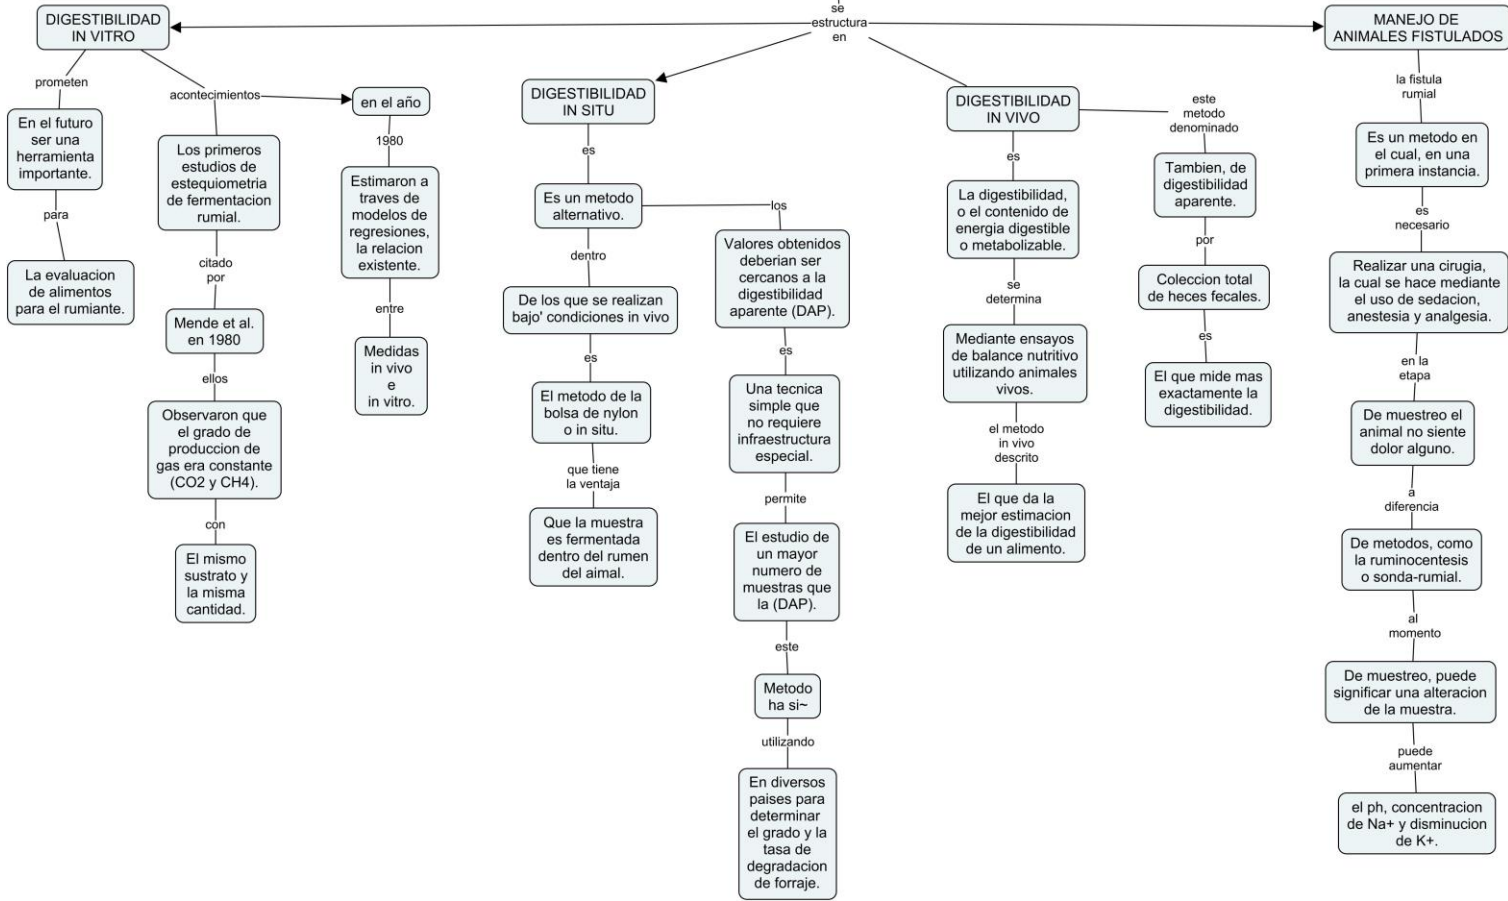 se
estructura
en
DIGESTIBILIDAD
IN VITRO
prometen
En el futuro
ser una
herramienta
importante.
para
La evaluacion
de alimentos
para el rumiante.
acontecimientos
Los primeros
estudios de
estequiometria
de fermentacion
rumial.
citado
por
Mende et al.
en 1980
ellos
Observaron que
el grado de
produccion de
gas era constante
(CO2 y CH4).
con
El mismo
sustrato y
la misma
cantidad.
en el año
1980
Estimaron a
traves de
modelos de
regresiones,
la relacion
existente.
entre
Medidas
in vivo
e
in vitro.
DIGESTIBILIDAD
IN SITU
es
Es un metodo
alternativo.
dentro
De los que se realizan
bajo' condiciones in vivo
es
El metodo de la
bolsa de nylon
o in situ.
que tiene
la ventaja
Que la muestra
es fermentada
dentro del rumen
del aimal.
los
Valores obtenidos
deberian ser
cercanos a la
digestibilidad
aparente (DAP).
es
Una tecnica
simple que
no requiere
infraestructura
especial.
permite
El estudio de
un mayor
numero de
muestras que
la (DAP).
este
Metodo
ha si~
utilizando
En diversos
paises para
determinar
el grado y la
tasa de
degradacion
de forraje.
DIGESTIBILIDAD
IN VIVO
es
La digestibilidad,
o el contenido de
energia digestible
o metabolizable.
se
determina
Mediante ensayos
de balance nutritivo
utilizando animales
vivos.
el metodo
in vivo
descrito
El que da la
mejor estimacion
de la digestibilidad
de un alimento.
este
metodo
denominado
Tambien, de
digestibilidad
aparente.
por
Coleccion total
de heces fecales.
es
El que mide mas
exactamente la
digestibilidad.
MANEJO DE
ANIMALES FISTULADOS
la fistula
rumial
Es un metodo en
el cual, en una
primera instancia.
es
necesario
Realizar una cirugia,
la cual se hace mediante
el uso de sedacion,
anestesia y analgesia.
en la
etapa
De muestreo el
animal no siente
dolor alguno.
a
diferencia
De metodos, como
la ruminocentesis
o sonda-rumial.
al
momento
De muestreo, puede
significar una alteracion
de la muestra.
puede
aumentar
el ph, concentracion
de Na+ y disminucion
de K+.